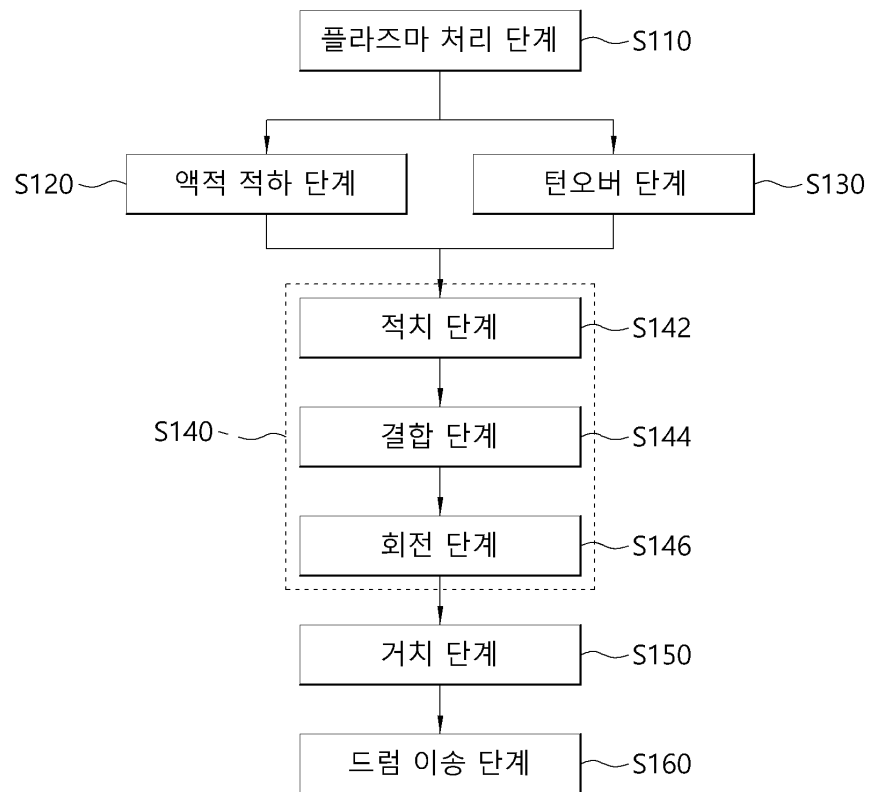 플라즈마 처리 단계 S110
S120 액적 적하 단계 턴오버 단계 S130
적치 단계 S142
S140 결합 단계 S144
회전 단계 S146
거치 단계 S150
드럼 이송 단계 S160